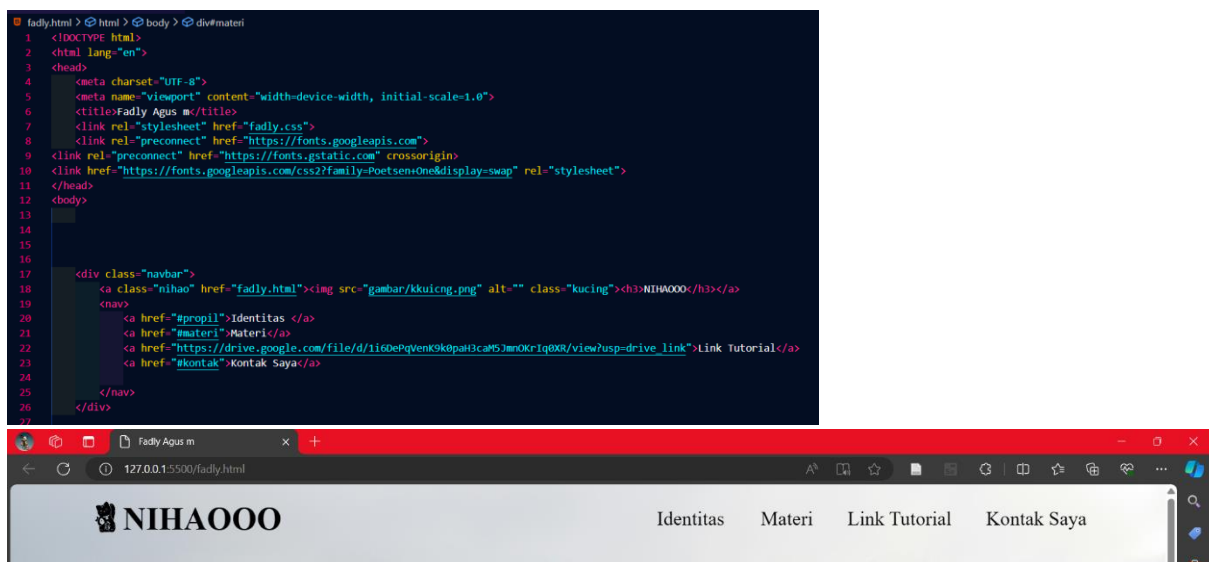 fadly.html > html > body > div#materi
1 <!DOCTYPE html>
2 <html lang="en">
3 <head>
4 <meta charset="UTF-8">
5 <meta name="viewport" content="width=device-width, initial-scale=1.0">
6 <title>Fadly Agus m</title>
7 <link rel="stylesheet" href="fadly.css">
8 <link rel="preconnect" href="https://fonts.googleapis.com">
9 <link rel="preconnect" href="https://fonts.gstatic.com" crossorigin>
10 <link href="https://fonts.googleapis.com/css2?family=Poetsen+One&display=swap" rel="stylesheet">
11 </head>
12 <body>
13
14
15
16
17 <div class="navbar">
18 <a class="nihao" href="fadly.html"><img src="gambar/kkuicng.png" alt="" class="kucing"><h3>NIHAOOO</h3></a>
19 <nav>
20 <a href="#propil">Identitas </a>
21 <a href="#materi">Materi</a>
22 <a href="https://drive.google.com/file/d/1i6DePqVenK9k0paH3caM5JmnOKrIq0XR/view?usp=drive_link">Link Tutorial</a>
23 <a href="#kontak">Kontak Saya</a>
24
25 </nav>
26 </div>
27
Fadly Agus m
127.0.0.1:5500/fadly.html
NIHAOOO Identitas Materi Link Tutorial Kontak Saya